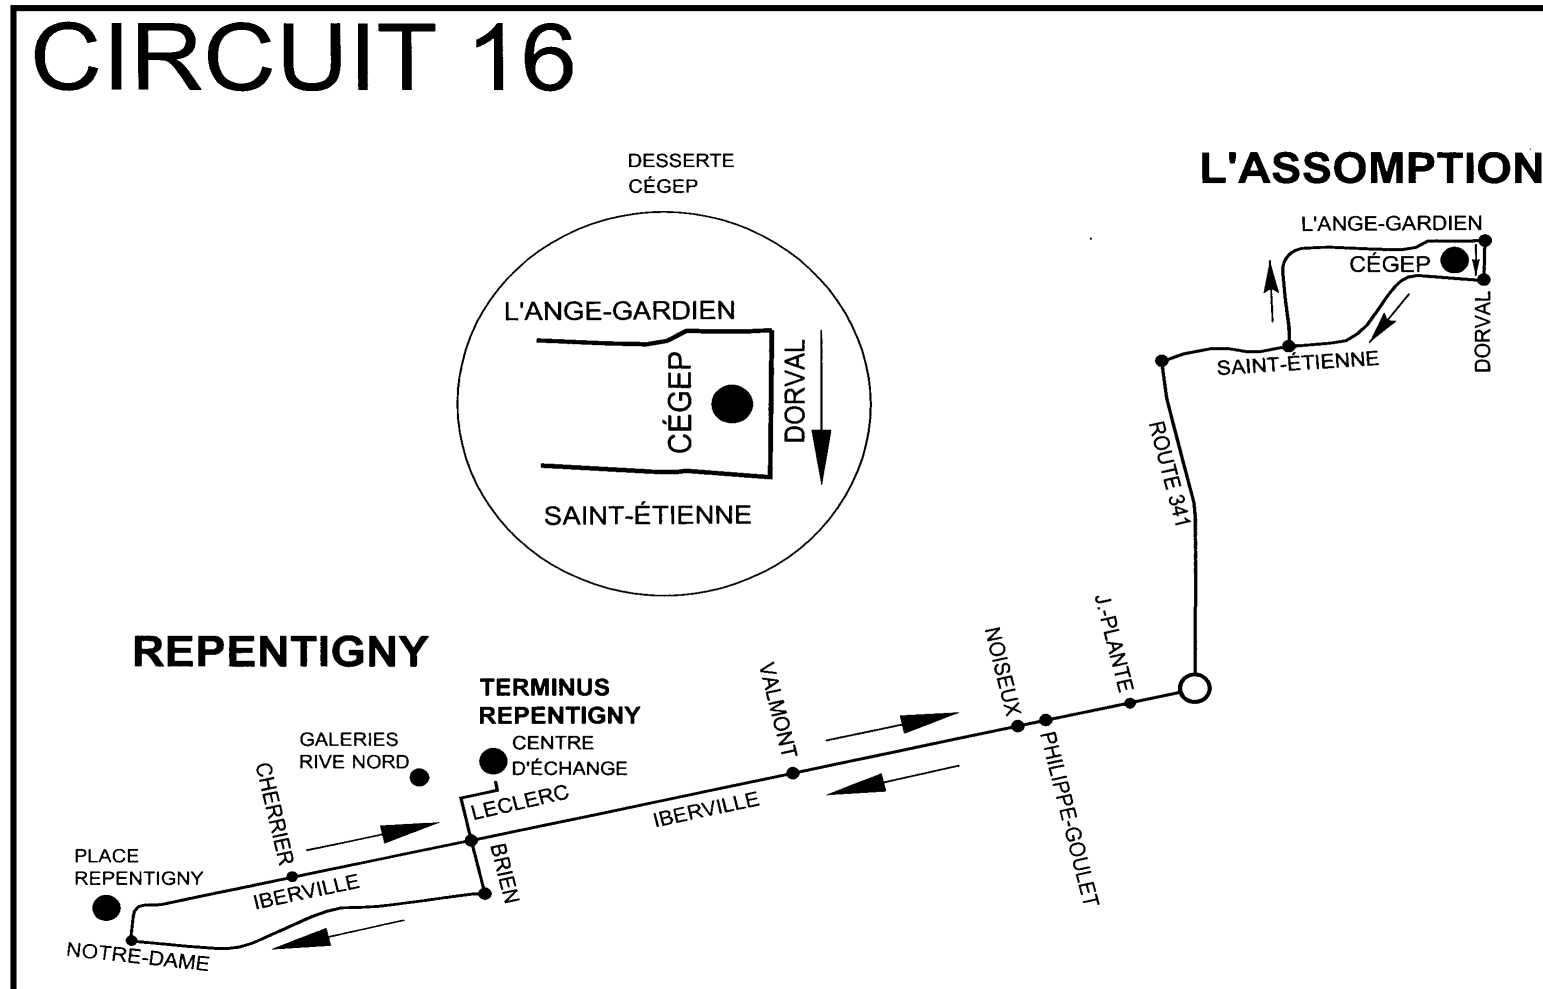 CIRCUIT 16
DESSERTE
CÉGEP
L'ASSOMPTION
L'ANGE-GARDIEN
CÉGEP
DORVAL
SAINT-ÉTIENNE
L'ANGE-GARDIEN
CÉGEP
DORVAL
SAINT-ÉTIENNE
ROUTE 341
REPENTIGNY
TERMINUS
REPENTIGNY
CENTRE
D'ÉCHANGE
GALERIES
RIVE NORD
LECLERC
CHERRIER
VALMONT
NOISEUX
J.-PLANTE
PHILIPPE-GOULET
IBERVILLE
BRIEN
PLACE
REPENTIGNY
IBERVILLE
NOTRE-DAME